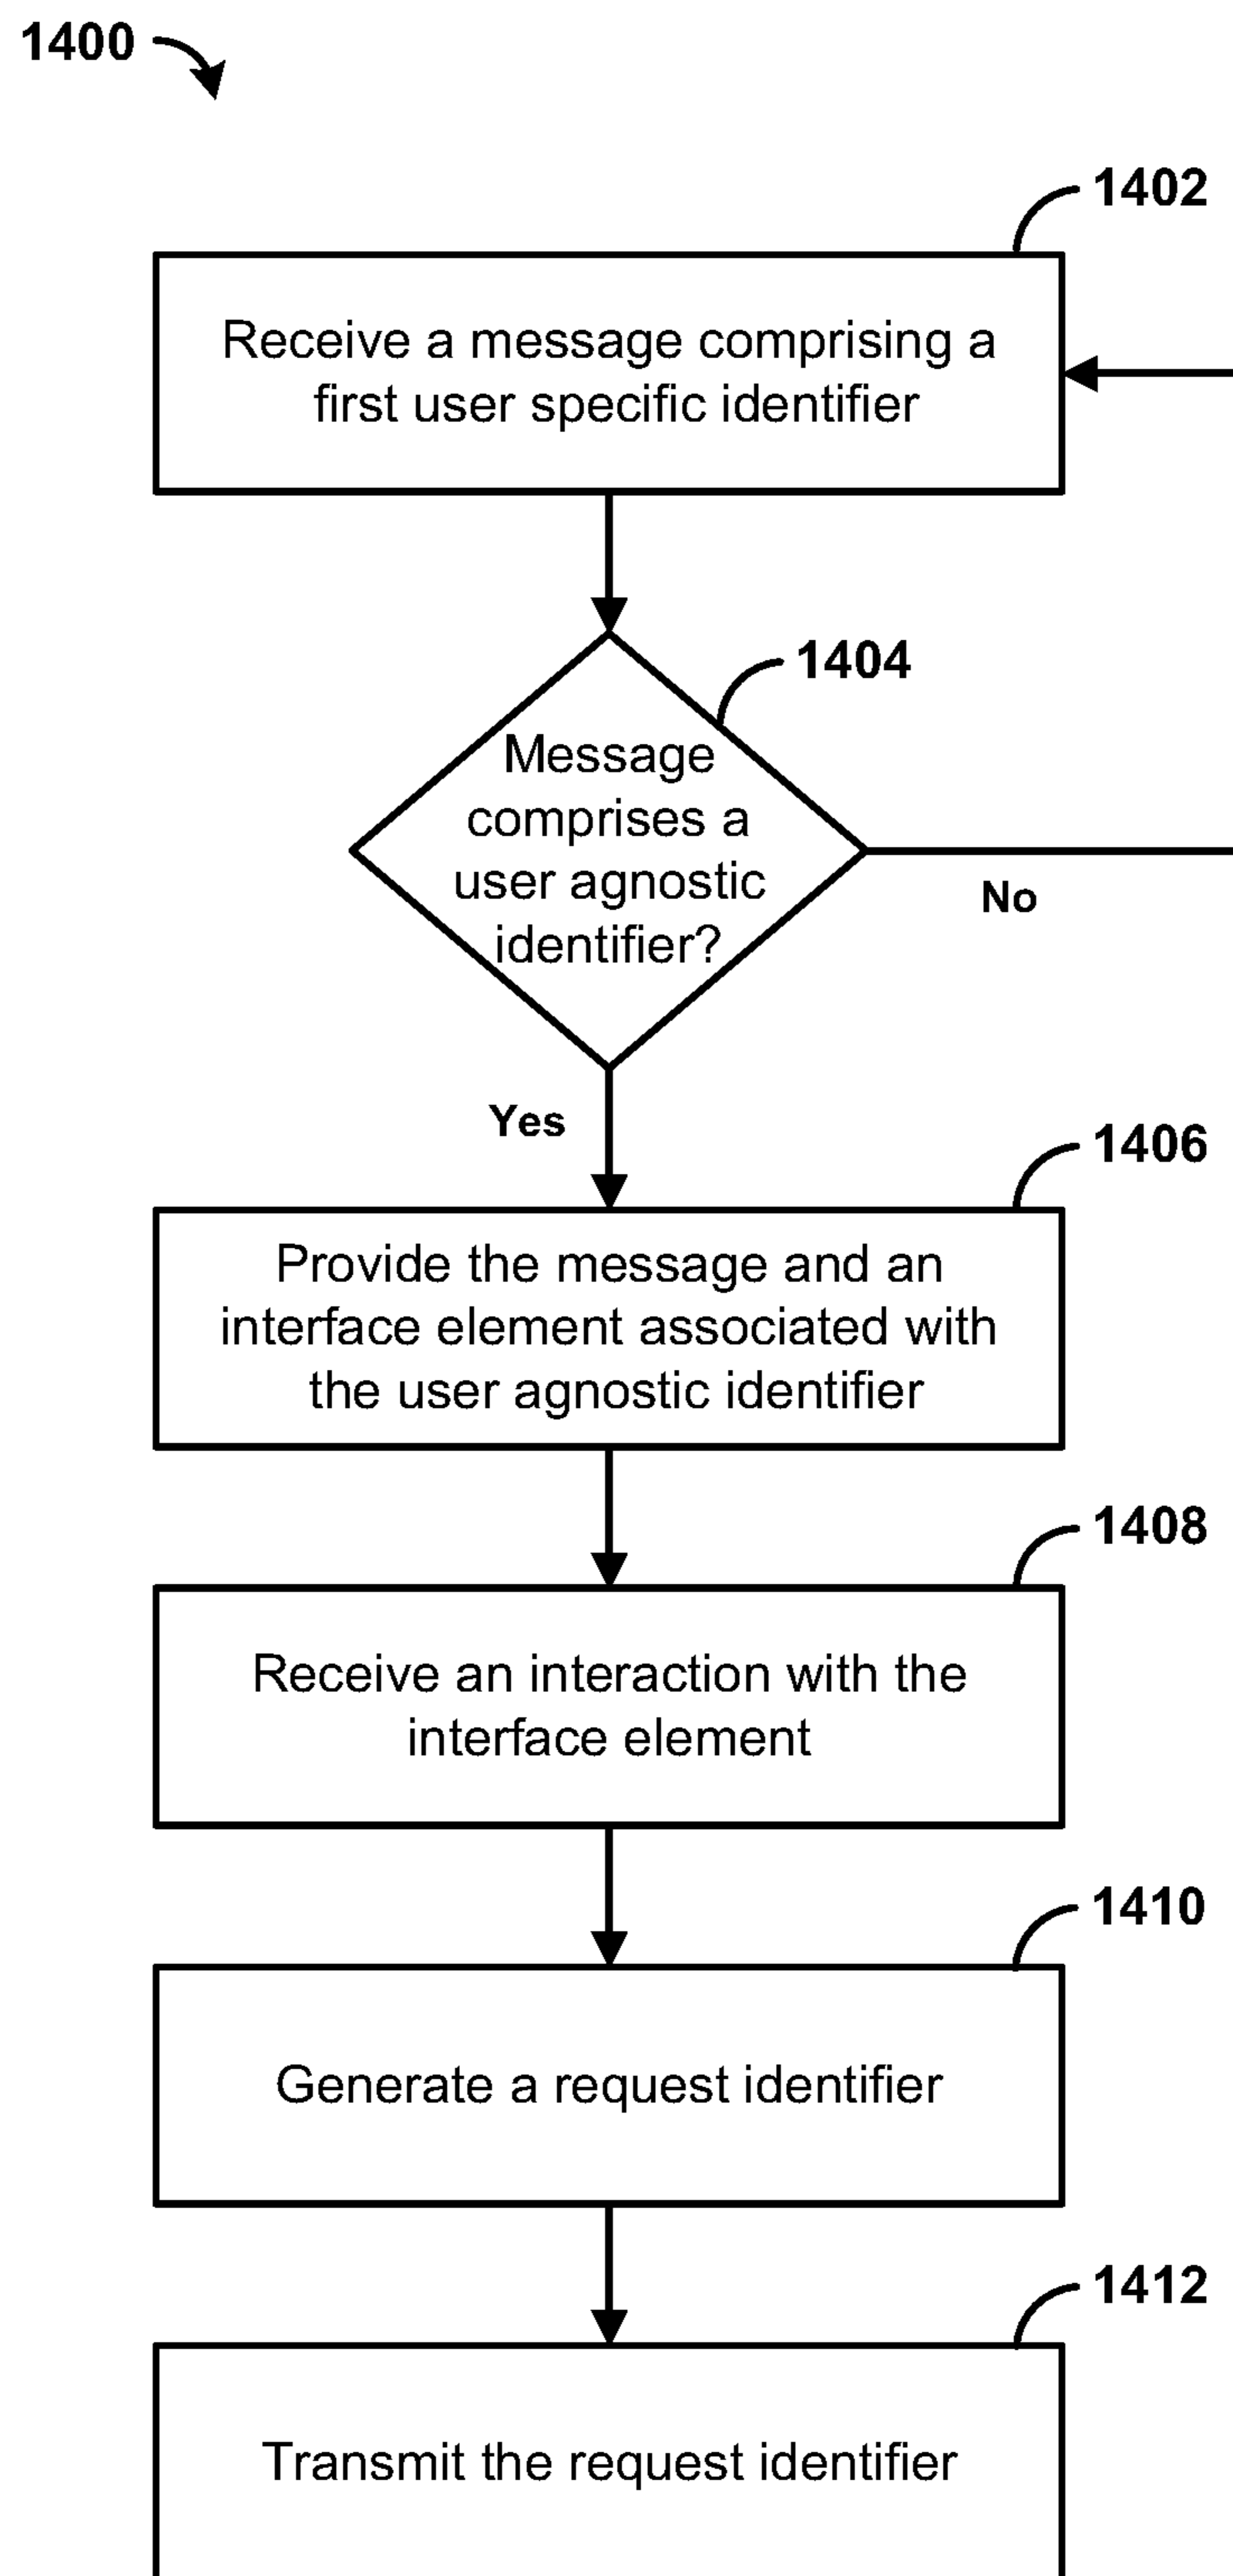 1400
1402
Receive a message comprising a
first user specific identifier
1404
Message
comprises a
user agnostic
identifier?
No
Yes
1406
Provide the message and an
interface element associated with
the user agnostic identifier
1408
Receive an interaction with the
interface element
1410
Generate a request identifier
1412
Transmit the request identifier